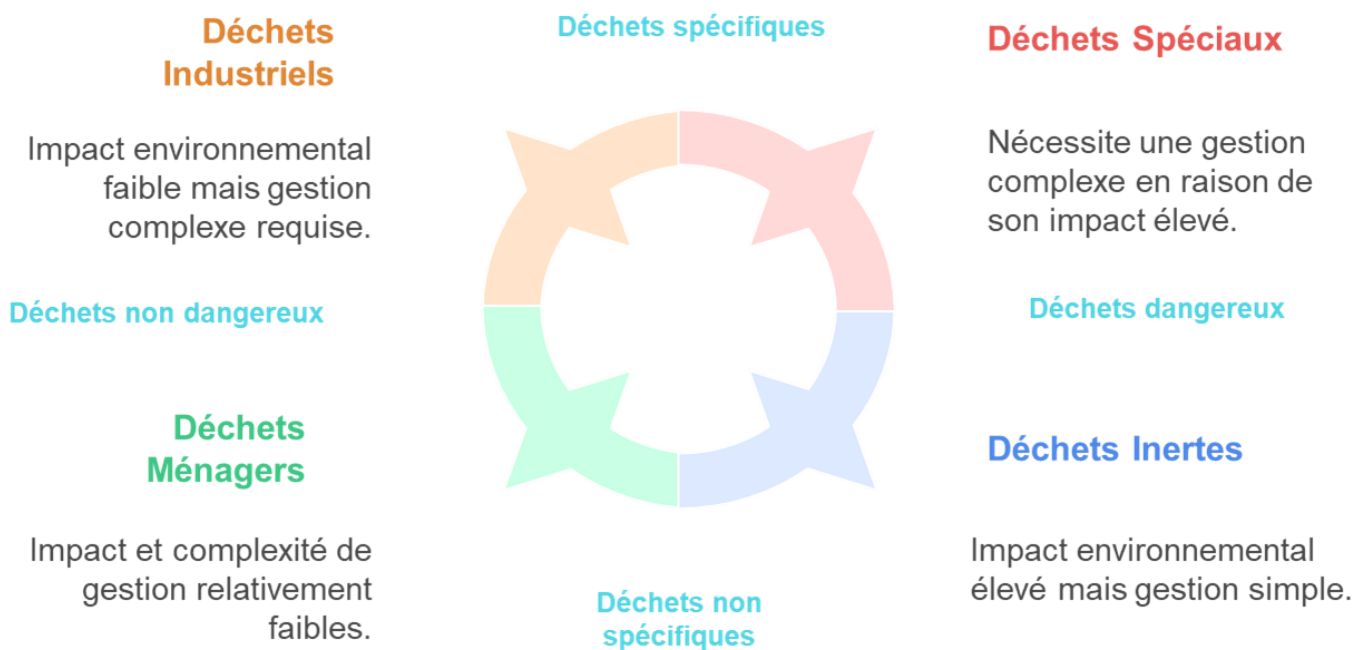 Déchets
Industriels
Impact environnemental
faible mais gestion
complexe requise.
Déchets spécifiques
Déchets Spéciaux
Nécessite une gestion
complexe en raison de
son impact élevé.
Déchets non dangereux
Déchets dangereux
Déchets
Ménagers
Impact et complexité de
gestion relativement
faibles.
Déchets non
spécifiques
Déchets Inertes
Impact environnemental
élevé mais gestion simple.